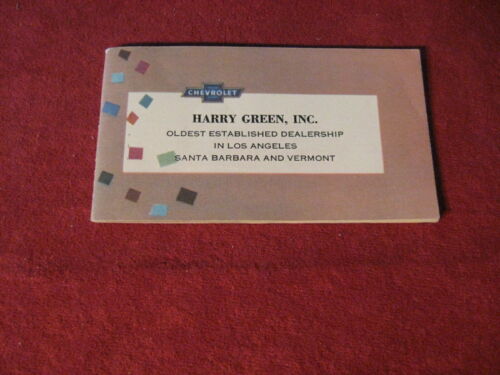 CHEVROLET
HARRY GREEN, INC.
OLDEST ESTABLISHED DEALERSHIP
IN LOS ANGELES
SANTA BARBARA AND VERMONT